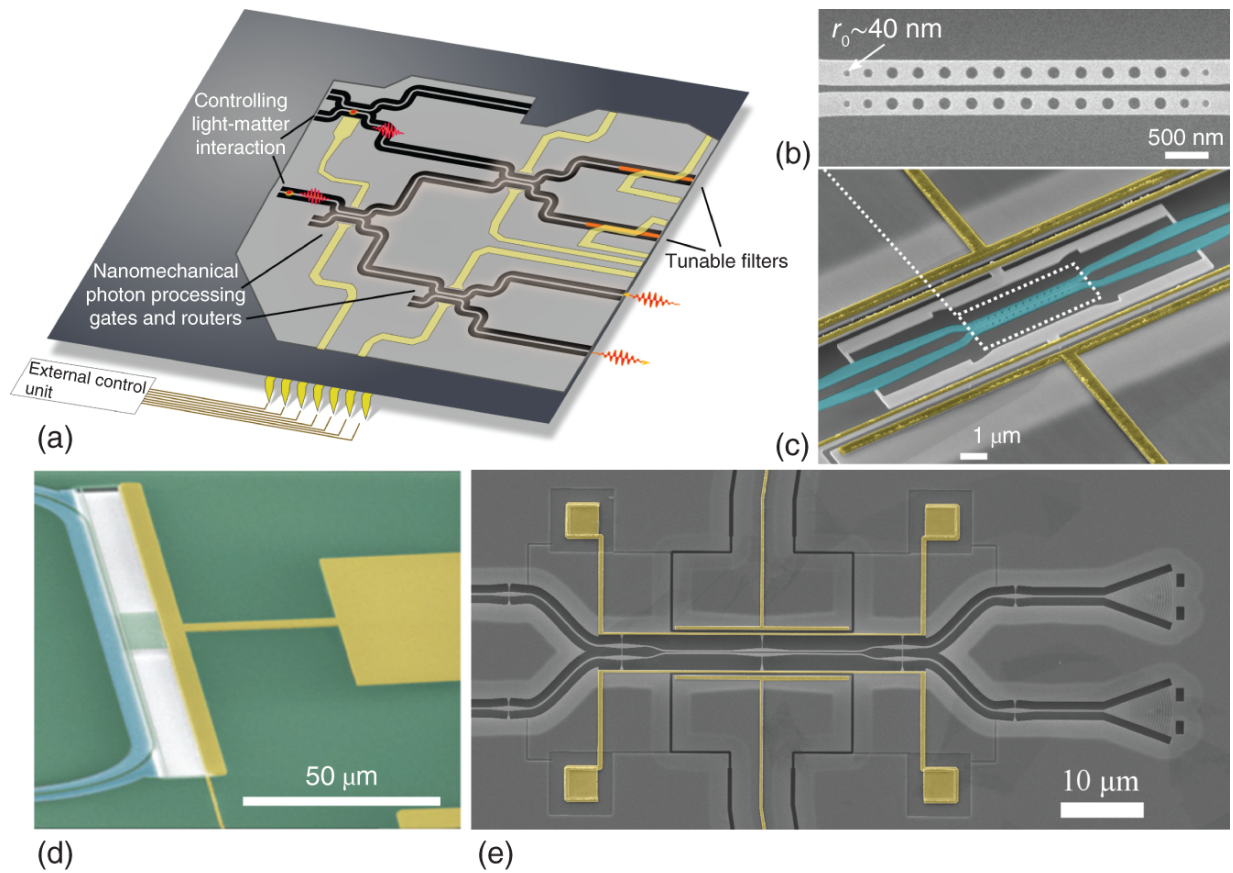 Controlling
light-matter
interaction
Nanomechanical
photon processing
gates and routers
Tunable filters
External control
unit
(a)
r₀~40 nm
500 nm
(b)
1 μm
(c)
50 μm
(d)
10 μm
(e)